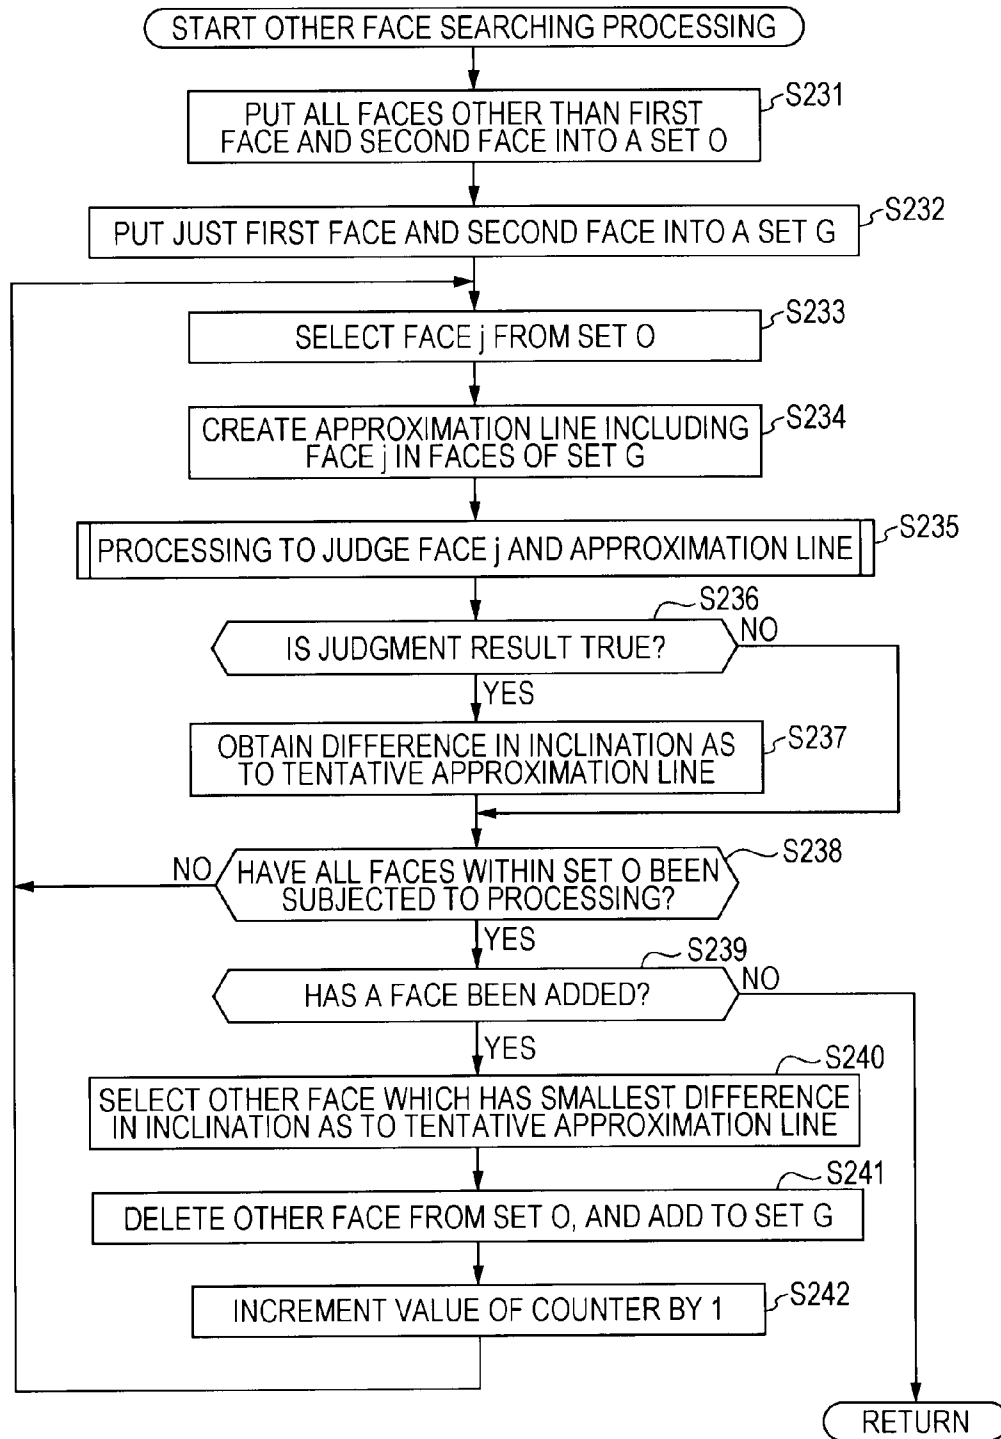 START OTHER FACE SEARCHING PROCESSING
S231
PUT ALL FACES OTHER THAN FIRST
FACE AND SECOND FACE INTO A SET O
S232
PUT JUST FIRST FACE AND SECOND FACE INTO A SET G
S233
SELECT FACE j FROM SET O
S234
CREATE APPROXIMATION LINE INCLUDING
FACE j IN FACES OF SET G
S235
PROCESSING TO JUDGE FACE j AND APPROXIMATION LINE
S236
IS JUDGMENT RESULT TRUE?
NO
YES
S237
OBTAIN DIFFERENCE IN INCLINATION AS
TO TENTATIVE APPROXIMATION LINE
S238
NO
HAVE ALL FACES WITHIN SET O BEEN
SUBJECTED TO PROCESSING?
YES
S239
HAS A FACE BEEN ADDED?
NO
YES
S240
SELECT OTHER FACE WHICH HAS SMALLEST DIFFERENCE
IN INCLINATION AS TO TENTATIVE APPROXIMATION LINE
S241
DELETE OTHER FACE FROM SET O, AND ADD TO SET G
S242
INCREMENT VALUE OF COUNTER BY 1
RETURN